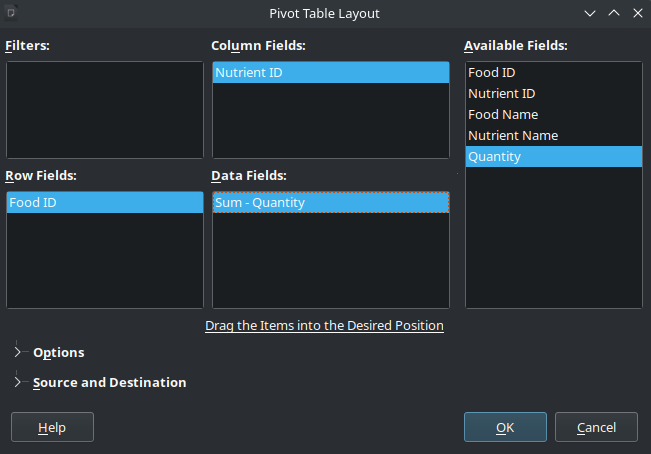 Pivot Table Layout
Filters:
Column Fields:
Nutrient ID
Available Fields:
Food ID
Nutrient ID
Food Name
Nutrient Name
Quantity
Row Fields:
Food ID
Data Fields:
Sum - Quantity
Drag the Items into the Desired Position
Options
Source and Destination
Help
OK
Cancel